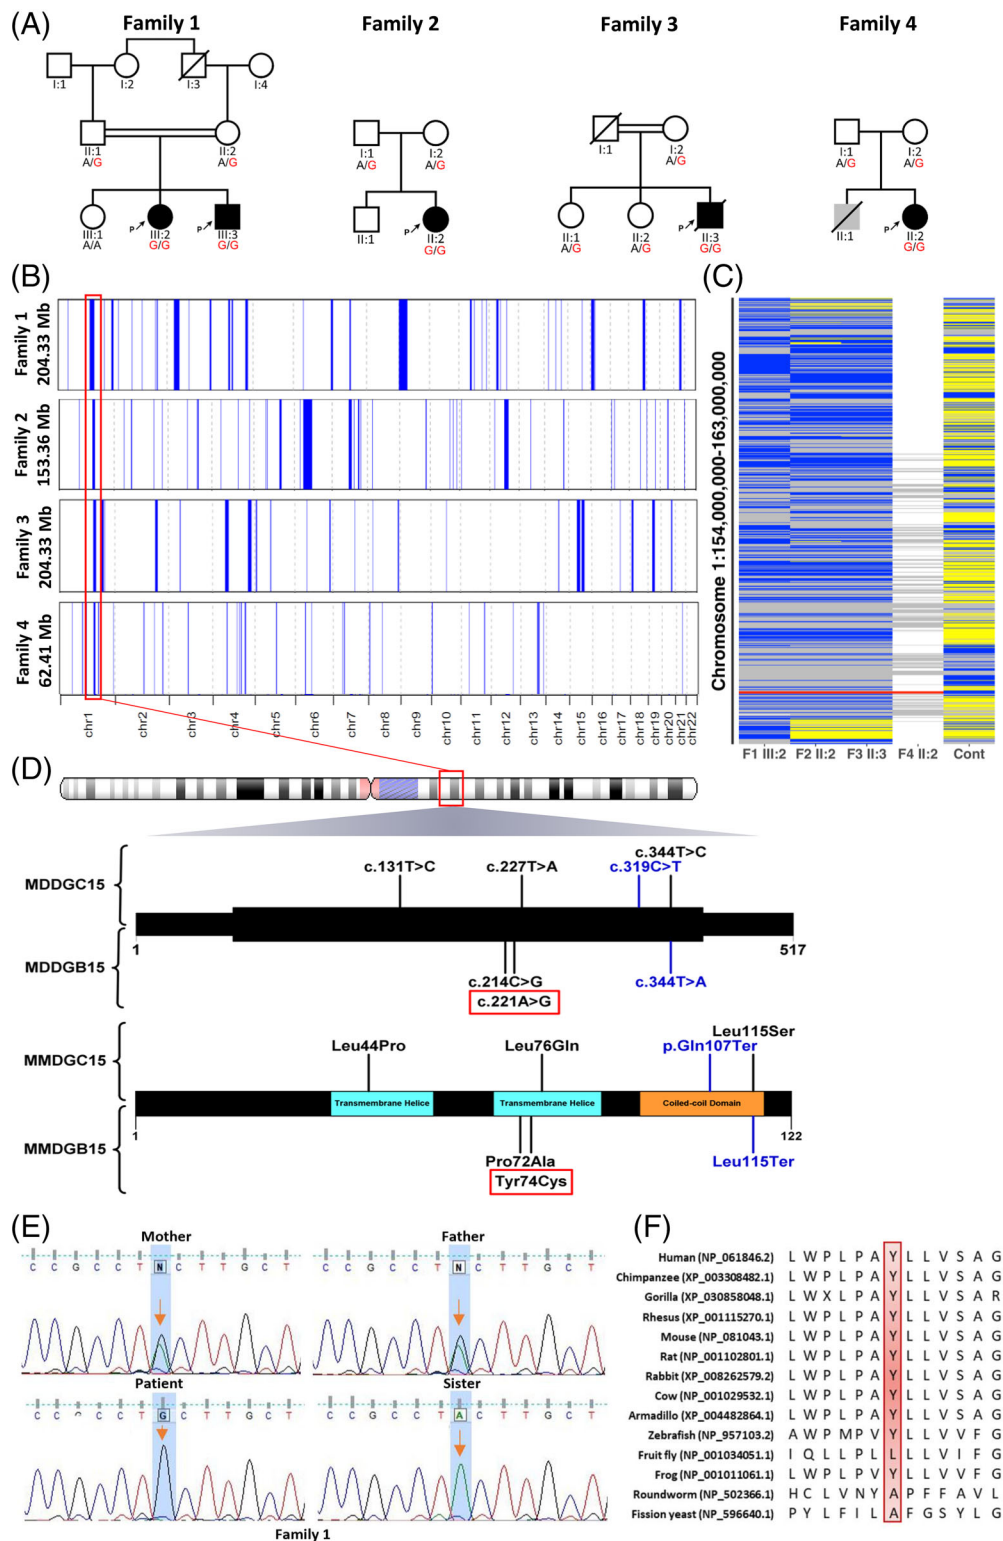 (A)
Family 1
Family 2
Family 3
Family 4
I:1
I:2
I:3
I:4
II:1
A/G
II:2
A/G
P
III:1
A/A
III:2
G/G
P
III:3
G/G
I:1
A/G
I:2
A/G
II:1
P
II:2
G/G
I:1
I:2
A/G
II:1
A/G
II:2
A/G
P
II:3
G/G
I:1
A/G
I:2
A/G
II:1
P
II:2
G/G
(B)
Family 1
204.33 Mb
Family 2
153.36 Mb
Family 3
204.33 Mb
Family 4
62.41 Mb
chr1
chr2
chr3
chr4
chr5
chr6
chr7
chr8
chr9
chr10
chr11
chr12
chr13
chr14
chr15
chr16
chr17
chr18
chr19
chr20
chr21
chr22
(C)
Chromosome 1:154,000,000-163,000,000
F1 III:2
F2 II:2
F3 II:3
F4 II:2
Cont
(D)
MDDGC15
MDDGB15
c.131T>C
c.227T>A
c.344T>C
c.319C>T
1
517
c.214C>G
c.221A>G
c.344T>A
MMDGC15
MMDGB15
Leu44Pro
Leu76Gln
Leu115Ser
p.Gln107Ter
Transmembrane Helice
Transmembrane Helice
Coiled-coil Domain
1
122
Pro72Ala
Tyr74Cys
Leu115Ter
(E)
Mother
C C G C C T N C T T G C T
Father
C C G C C T N C T T G C T
Patient
C C G C C T G C T T G C T
Sister
C C G C C T A C T T G C T
Family 1
(F)
Human (NP_061846.2) L W P L P A Y L L V S A G
Chimpanzee (XP_003308482.1) L W P L P A Y L L V S A G
Gorilla (XP_030858048.1) L W X L P A Y L L V S A R
Rhesus (XP_001115270.1) L W P L P A Y L L V S A G
Mouse (NP_081043.1) L W P L P A Y L L V S A G
Rat (NP_001102801.1) L W P L P A Y L L V S A G
Rabbit (XP_008262579.2) L W P L P A Y L L V S A G
Cow (NP_001029532.1) L W P L P A Y L L V S A G
Armadillo (XP_004482864.1) L W P L P A Y L L V S A G
Zebrafish (NP_957103.2) A W P M P V Y L L V V F G
Fruit fly (NP_001034051.1) I Q L L P L L L L V I F G
Frog (NP_001011061.1) L W P L P V Y L L V V F G
Roundworm (NP_502366.1) H C L V N Y A P F F A V L
Fission yeast (NP_596640.1) P Y L F I L A F G S Y L G